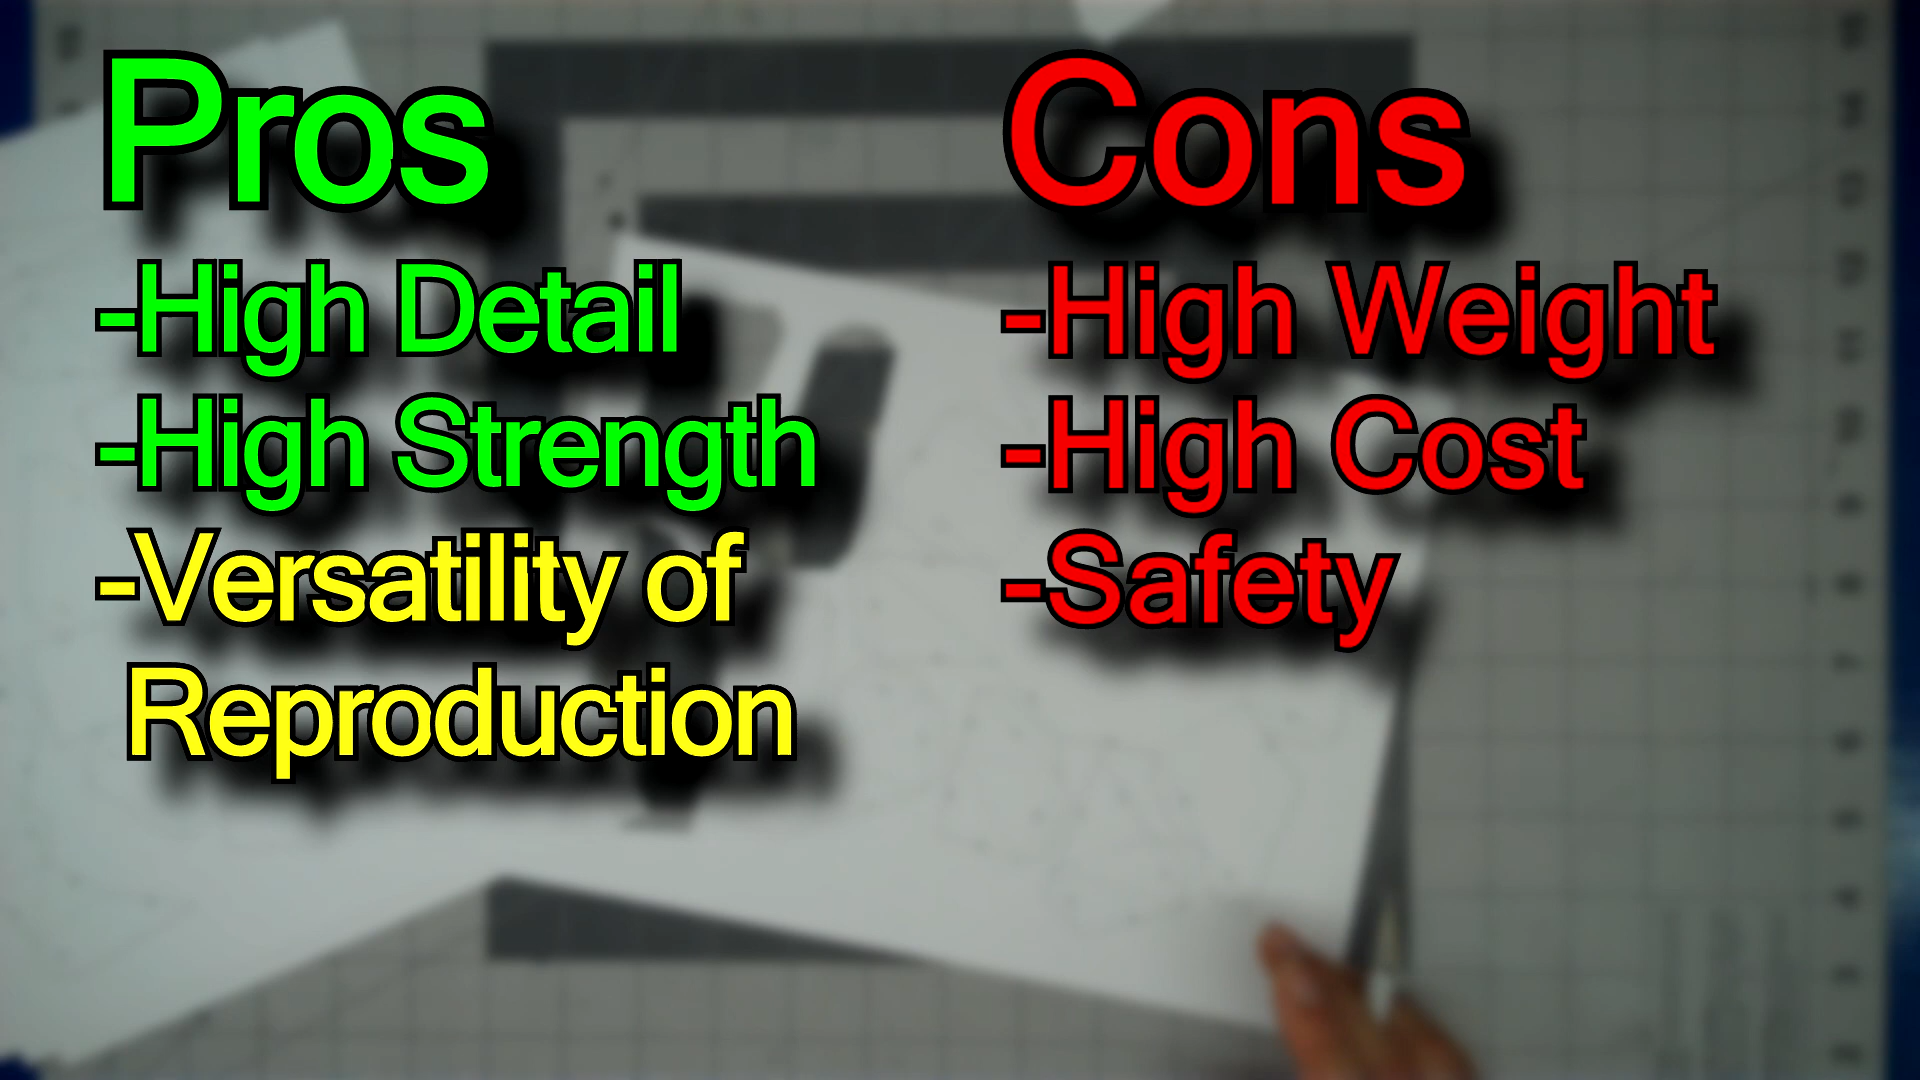 Pros
-High Detail
-High Strength
-Versatility of
Reproduction
Cons
-High Weight
-High Cost
-Safety